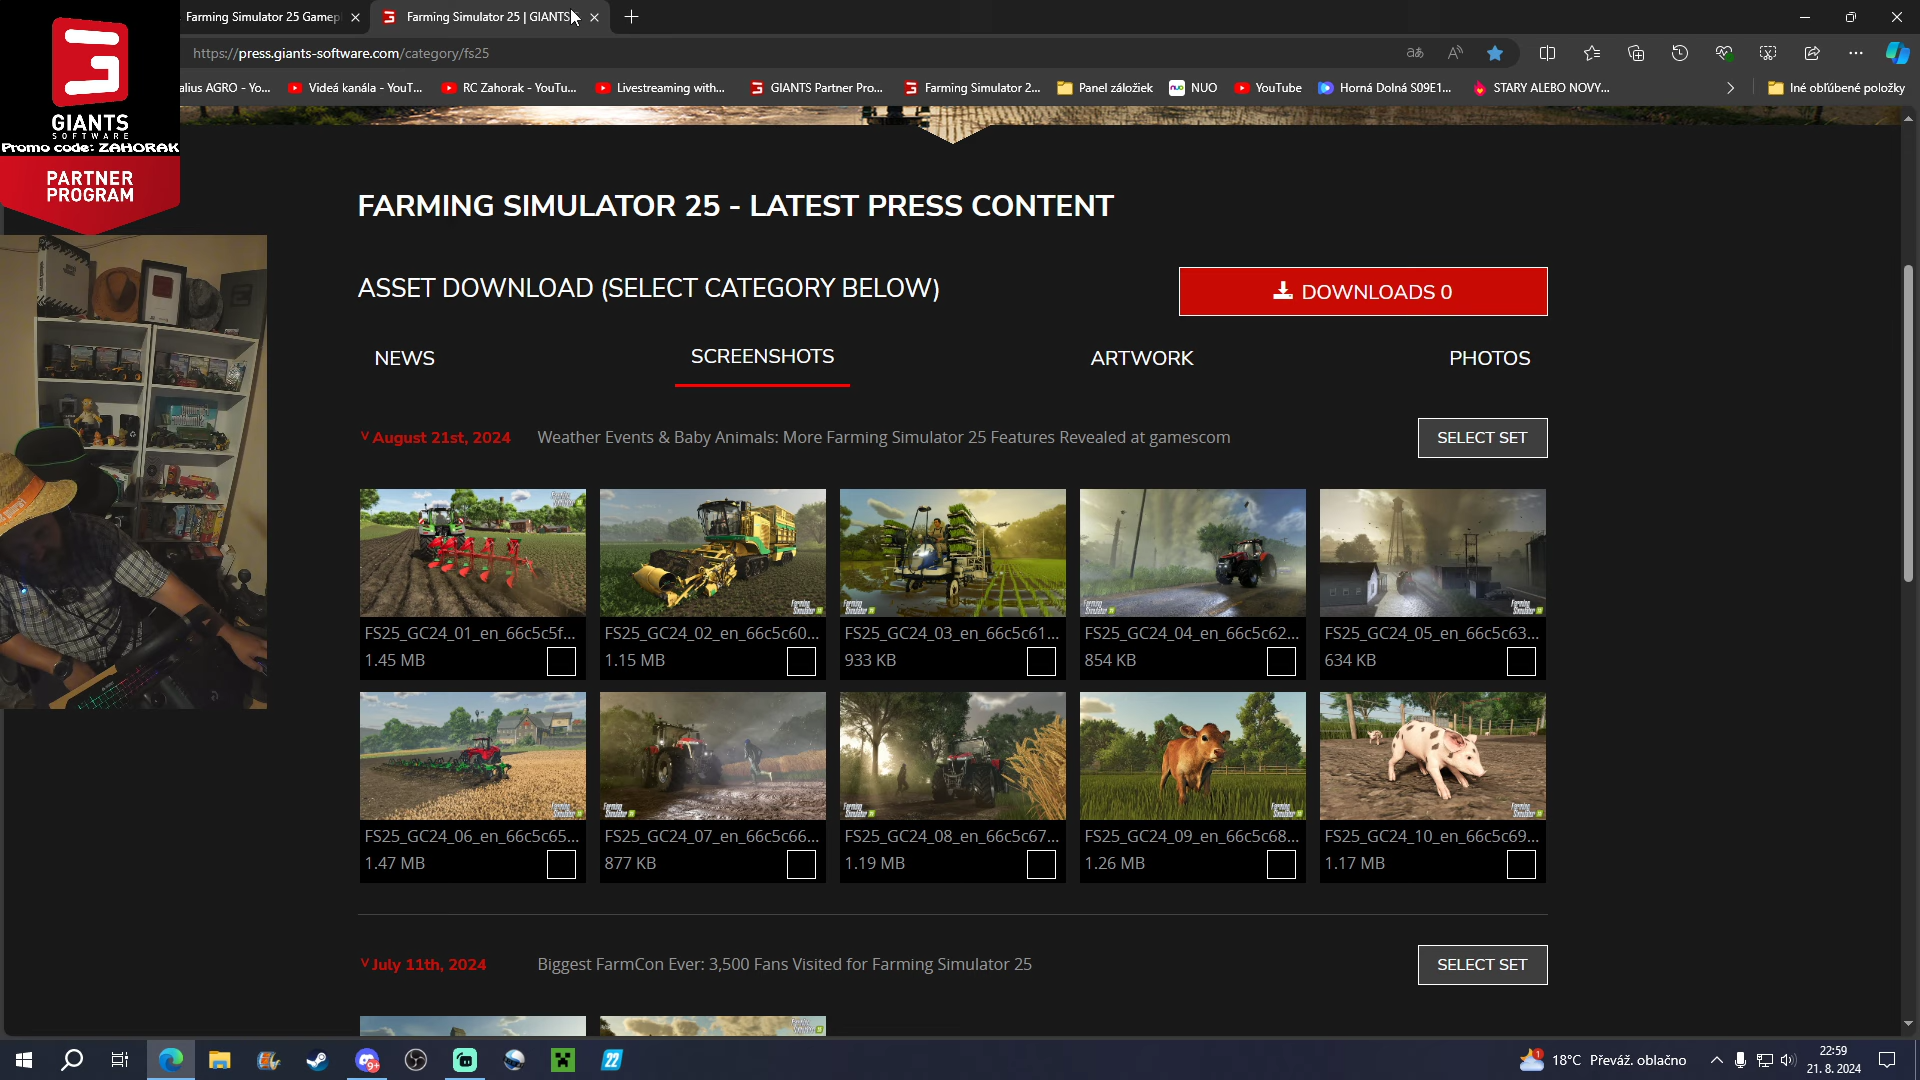 Farming Simulator 25 Gamepl
Farming Simulator 25 | GIANTS
https://press.giants-software.com/category/fs25
alius AGRO - Yo...
Videá kanála - YouT...
RC Zahorak - YouTu...
Livestreaming with...
GIANTS Partner Pro...
Farming Simulator 2...
Panel záložiek
NUO
YouTube
Horná Dolná S09E1...
STARY ALEBO NOVY...
Iné obľúbené položky
GIANTS
SOFTWARE
Promo code: ZAHORAK
PARTNER
PROGRAM
FARMING SIMULATOR 25 - LATEST PRESS CONTENT
ASSET DOWNLOAD (SELECT CATEGORY BELOW)
DOWNLOADS 0
NEWS
SCREENSHOTS
ARTWORK
PHOTOS
August 21st, 2024
Weather Events & Baby Animals: More Farming Simulator 25 Features Revealed at gamescom
SELECT SET
FS25_GC24_01_en_66c5c5f...
FS25_GC24_02_en_66c5c60...
FS25_GC24_03_en_66c5c61...
FS25_GC24_04_en_66c5c62...
FS25_GC24_05_en_66c5c63...
1.45 MB
1.15 MB
933 KB
854 KB
634 KB
FS25_GC24_06_en_66c5c65...
FS25_GC24_07_en_66c5c66...
FS25_GC24_08_en_66c5c67...
FS25_GC24_09_en_66c5c68...
FS25_GC24_10_en_66c5c69...
1.47 MB
877 KB
1.19 MB
1.26 MB
1.17 MB
July 11th, 2024
Biggest FarmCon Ever: 3,500 Fans Visited for Farming Simulator 25
SELECT SET
9+
22
1
18°C Preváž. oblačno
22:59
21. 8. 2024